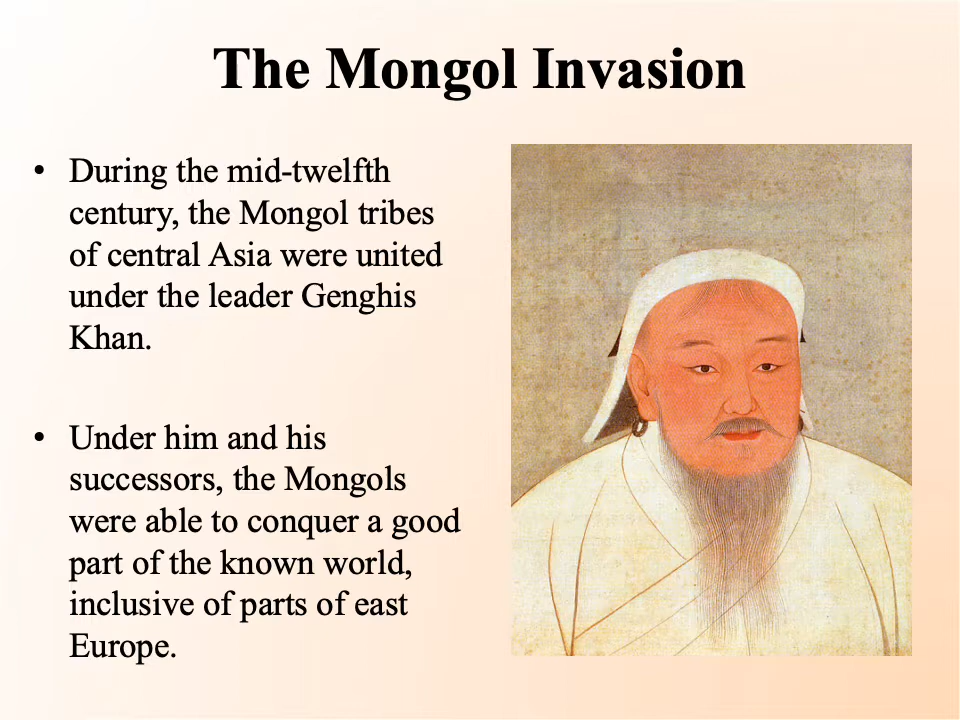 The Mongol Invasion
• During the mid-twelfth
century, the Mongol tribes
of central Asia were united
under the leader Genghis
Khan.
• Under him and his
successors, the Mongols
were able to conquer a good
part of the known world,
inclusive of parts of east
Europe.